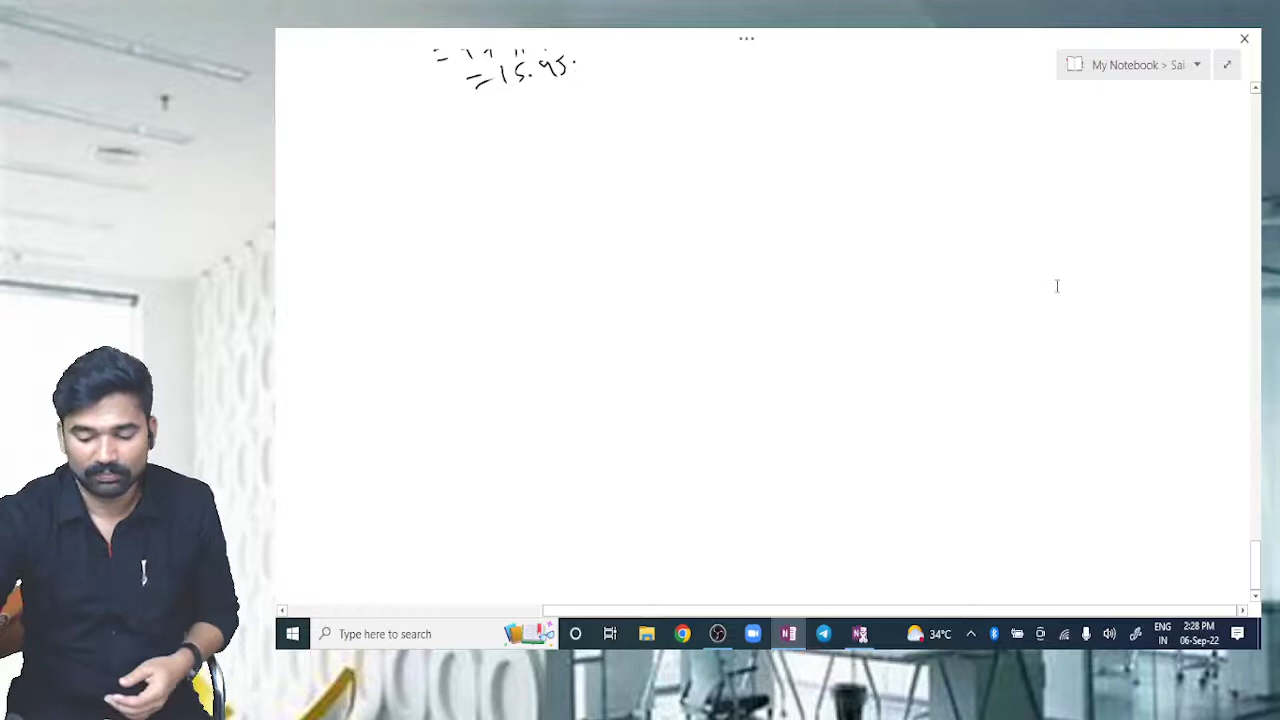 = 15.95.
My Notebook > Sai
Type here to search
34°C
ENG
IN
2:28 PM
06-Sep-22